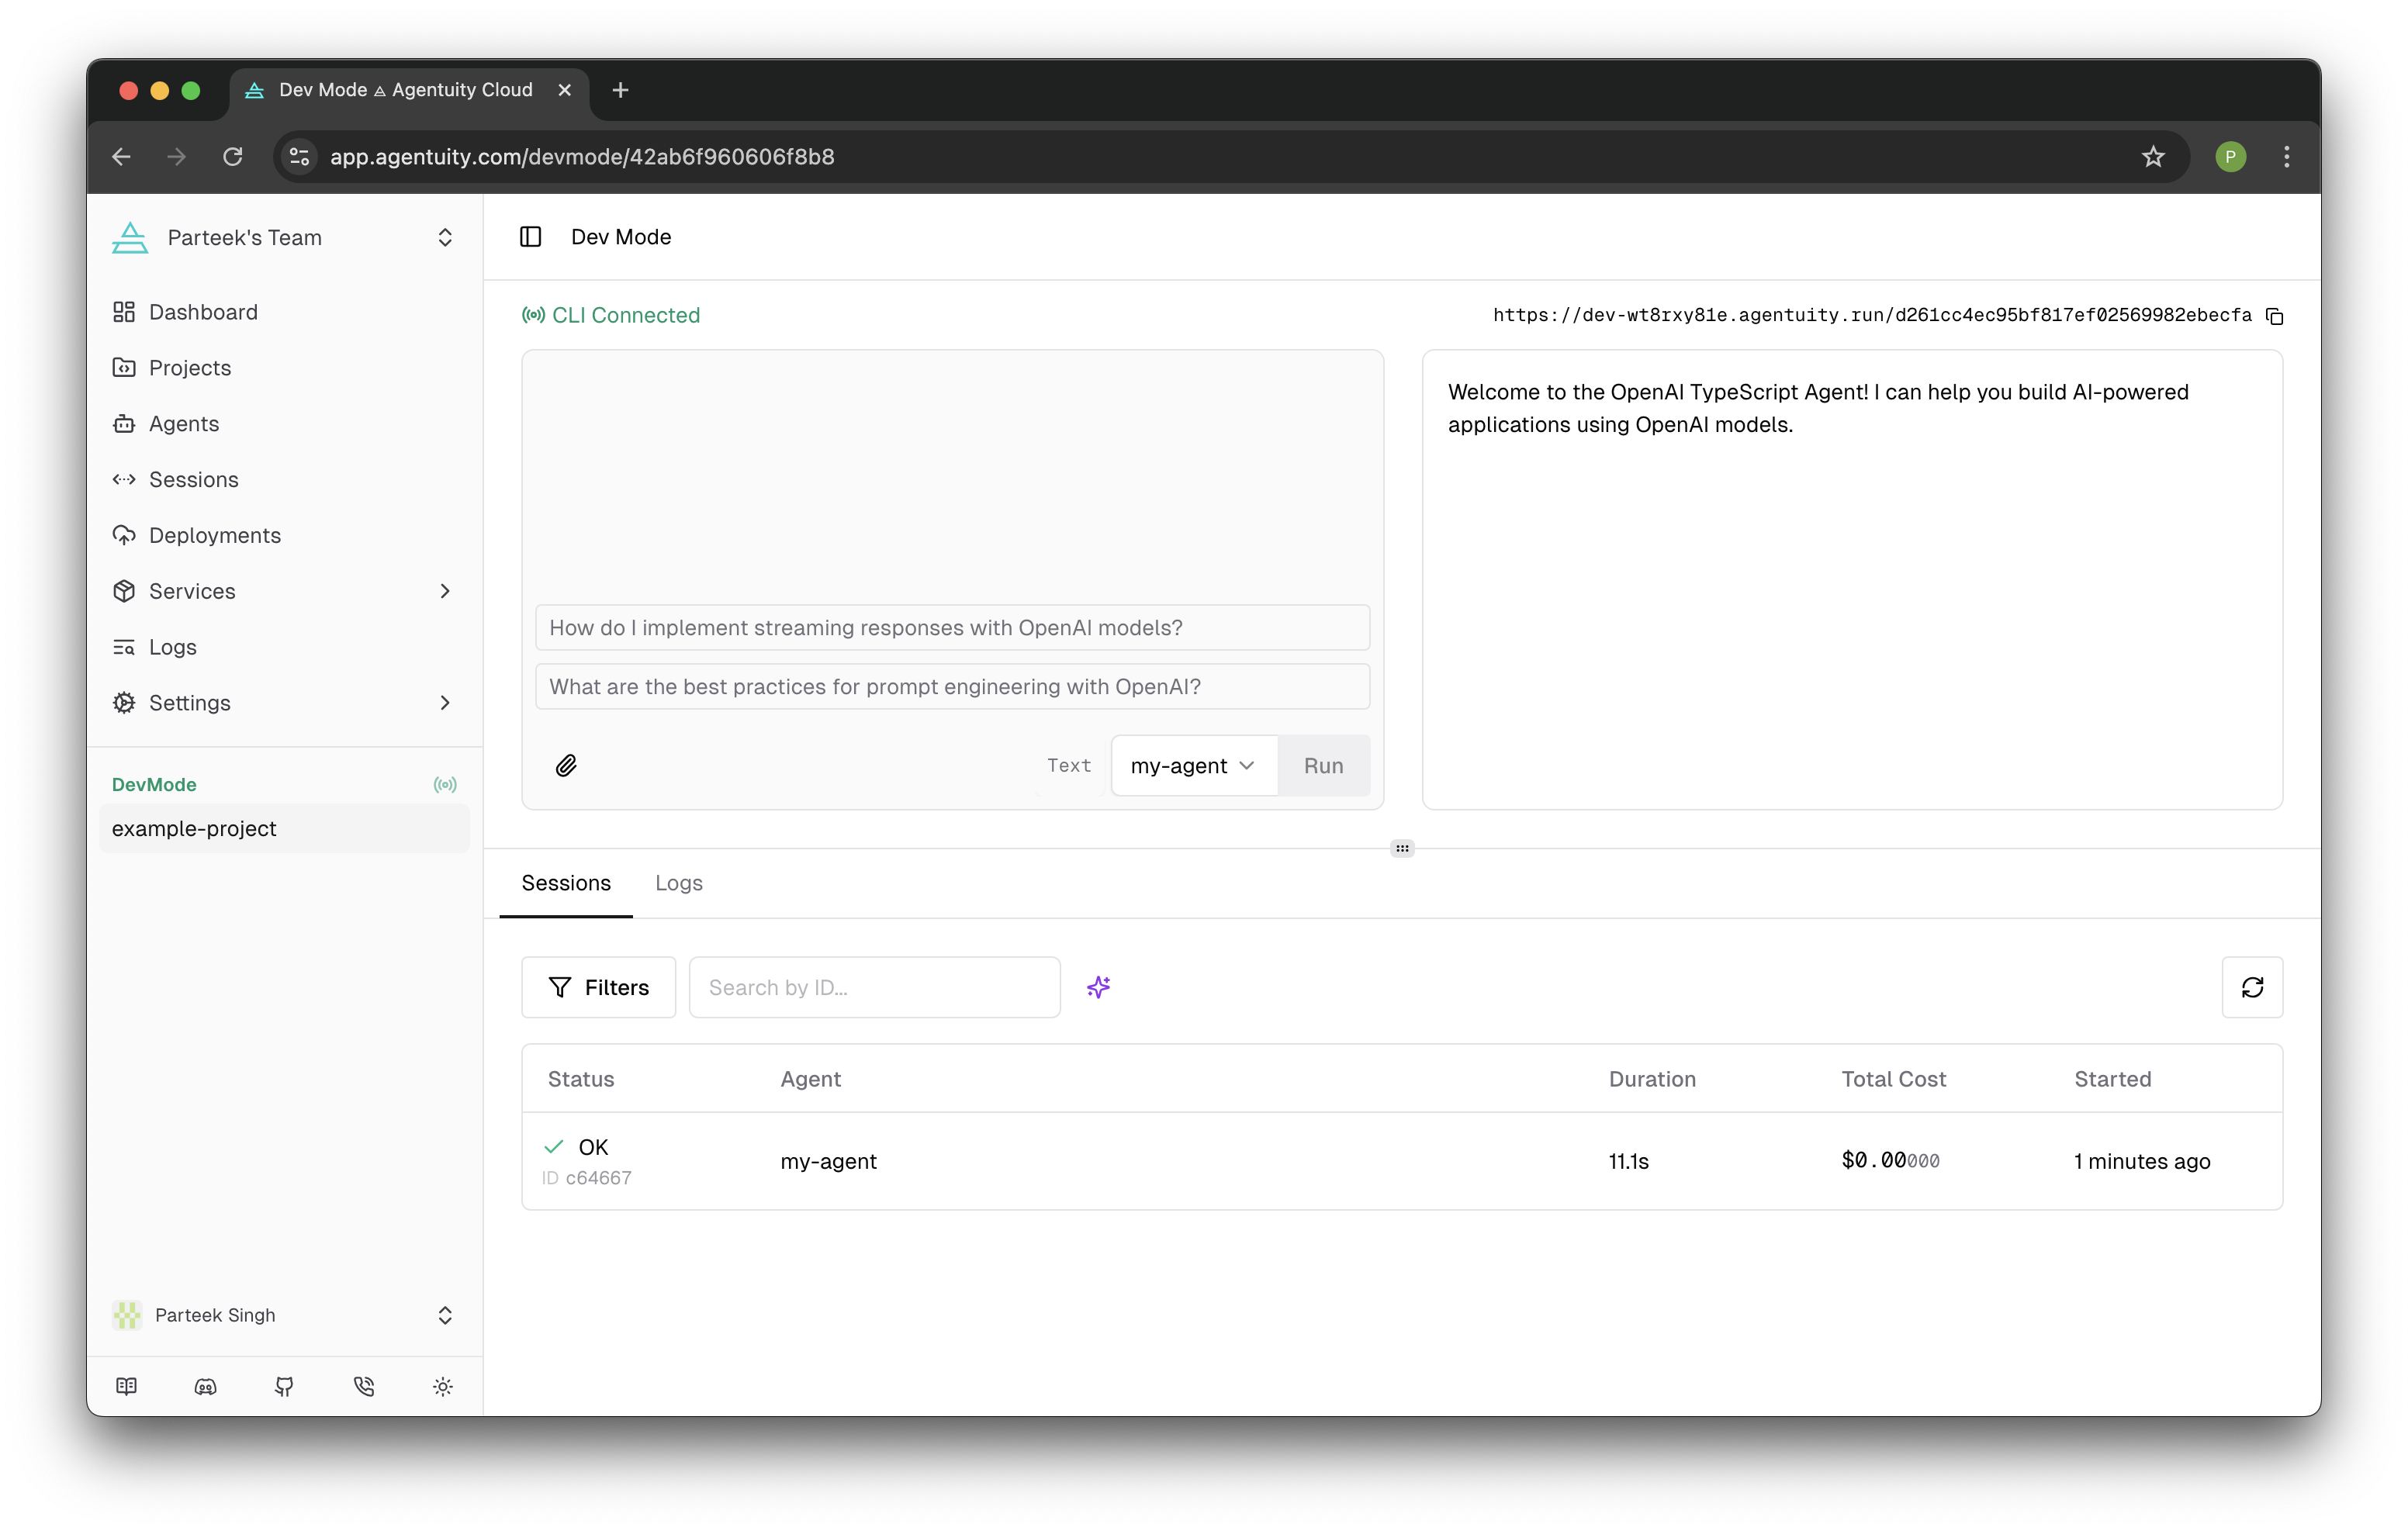 Dev Mode ⟁ Agentuity Cloud
app.agentuity.com/devmode/42ab6f960606f8b8
P
Parteek's Team
Dashboard
Projects
Agents
Sessions
Deployments
Services
Logs
Settings
DevMode
example-project
Parteek Singh
Dev Mode
CLI Connected
https://dev-wt8rxy81e.agentuity.run/d261cc4ec95bf817ef02569982ebecfa
How do I implement streaming responses with OpenAI models?
What are the best practices for prompt engineering with OpenAI?
Text
my-agent
Run
Welcome to the OpenAI TypeScript Agent! I can help you build AI-powered
applications using OpenAI models.
Sessions
Logs
Filters
Search by ID...
Status Agent Duration Total Cost Started
OK
ID c64667
my-agent 11.1s $0.00000 1 minutes ago